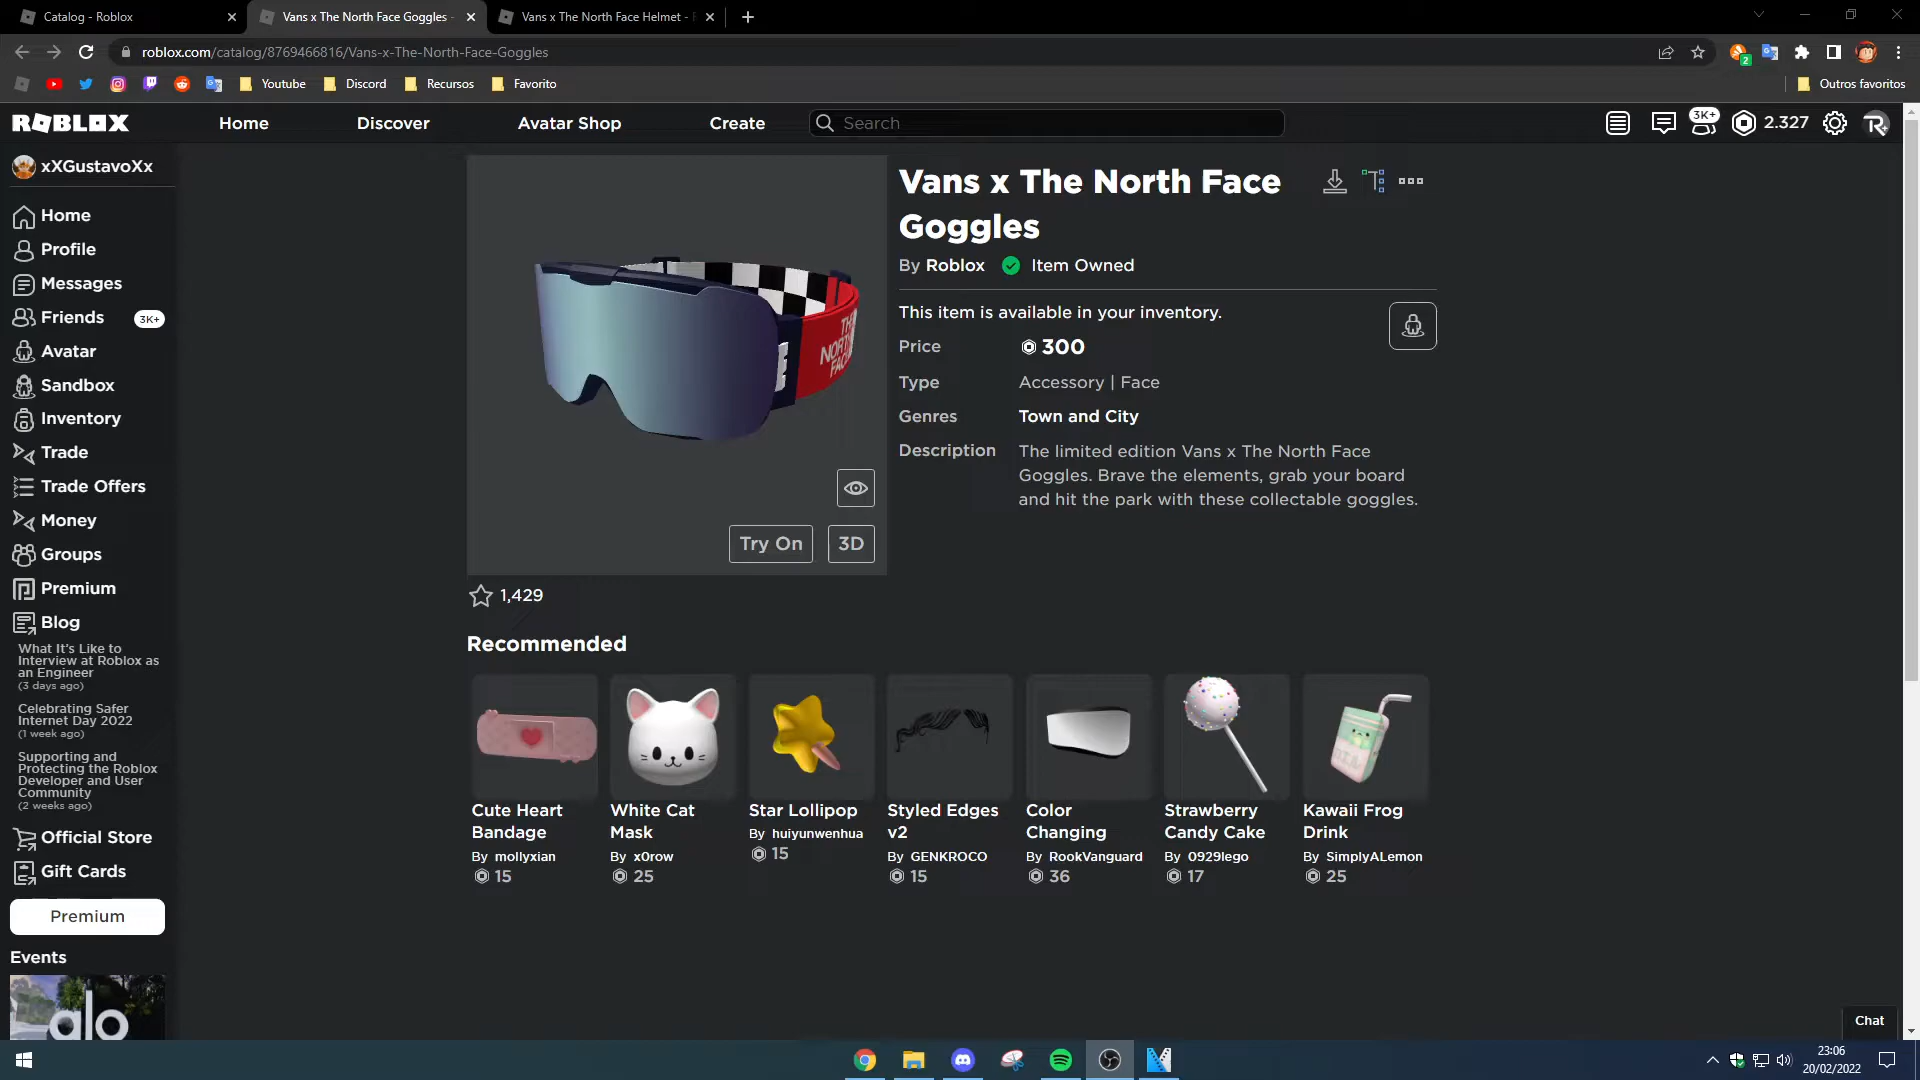 Catalog - Roblox
Vans x The North Face Goggles -
Vans x The North Face Helmet -
roblox.com/catalog/8769466816/Vans-x-The-North-Face-Goggles
2
Youtube
Discord
Recursos
Favorito
Outros favoritos
ROBLOX
Home
Discover
Avatar Shop
Create
Search
3K+
2.327
xXGustavoXx
Home
Profile
Messages
Friends
3K+
Avatar
Sandbox
Inventory
Trade
Trade Offers
Money
Groups
Premium
Blog
What It's Like to
Interview at Roblox as
an Engineer
(3 days ago)
Celebrating Safer
Internet Day 2022
(1 week ago)
Supporting and
Protecting the Roblox
Developer and User
Community
(2 weeks ago)
Official Store
Gift Cards
Premium
Events
alo
THE
NORTH
FACE
Try On
3D
1,429
Vans x The North Face
Goggles
By Roblox
Item Owned
This item is available in your inventory.
Price
300
Type
Accessory | Face
Genres
Town and City
Description
The limited edition Vans x The North Face
Goggles. Brave the elements, grab your board
and hit the park with these collectable goggles.
Recommended
Cute Heart
Bandage
By mollyxian
15
White Cat
Mask
By x0row
25
Star Lollipop
By huiyunwenhua
15
Styled Edges
v2
By GENKROCO
15
Color
Changing
By RookVanguard
36
Strawberry
Candy Cake
By 0929lego
17
Kawaii Frog
Drink
By SimplyALemon
25
Chat
23:06
20/02/2022